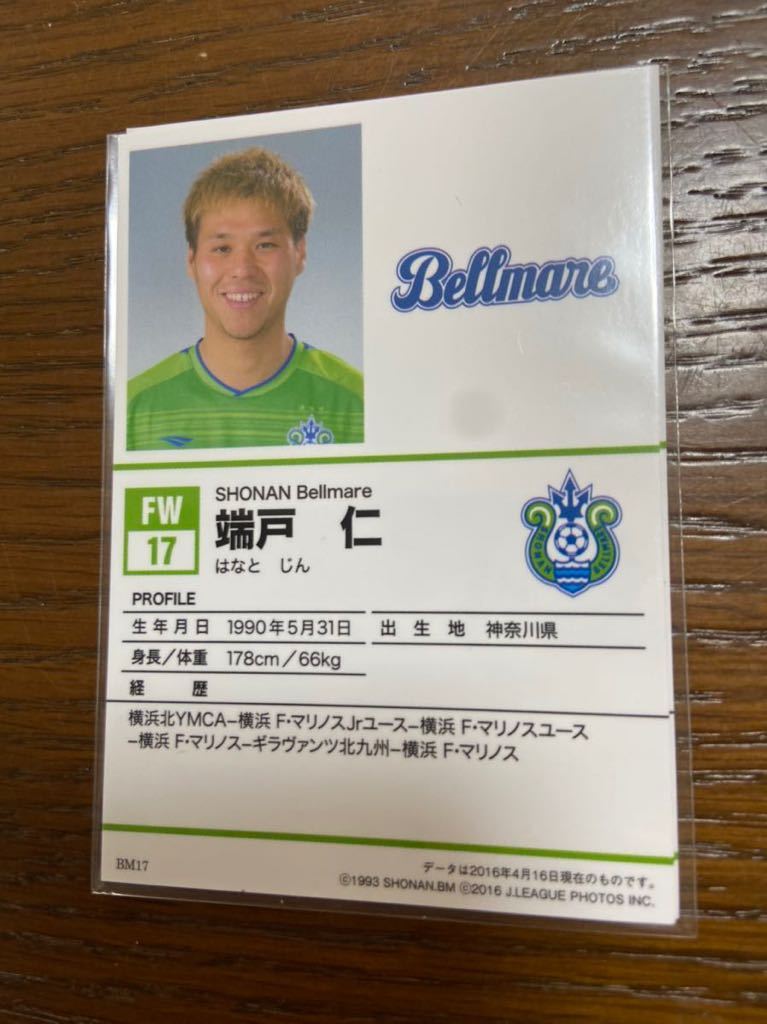 Bellmare
FW
17
SHONAN Bellmare
端戸 仁
はなと じん
PROFILE
生年月日 1990年5月31日 出生地 神奈川県
身長/体重 178cm/66kg
経 歴
横浜北YMCA−横浜 F・マリノスJrユース−横浜 F・マリノスユース
−横浜 F・マリノス−ギラヴァンツ北九州−横浜 F・マリノス
BM17
データは2016年4月16日現在のものです。
©1993 SHONAN.BM ©2016 J.LEAGUE PHOTOS INC.